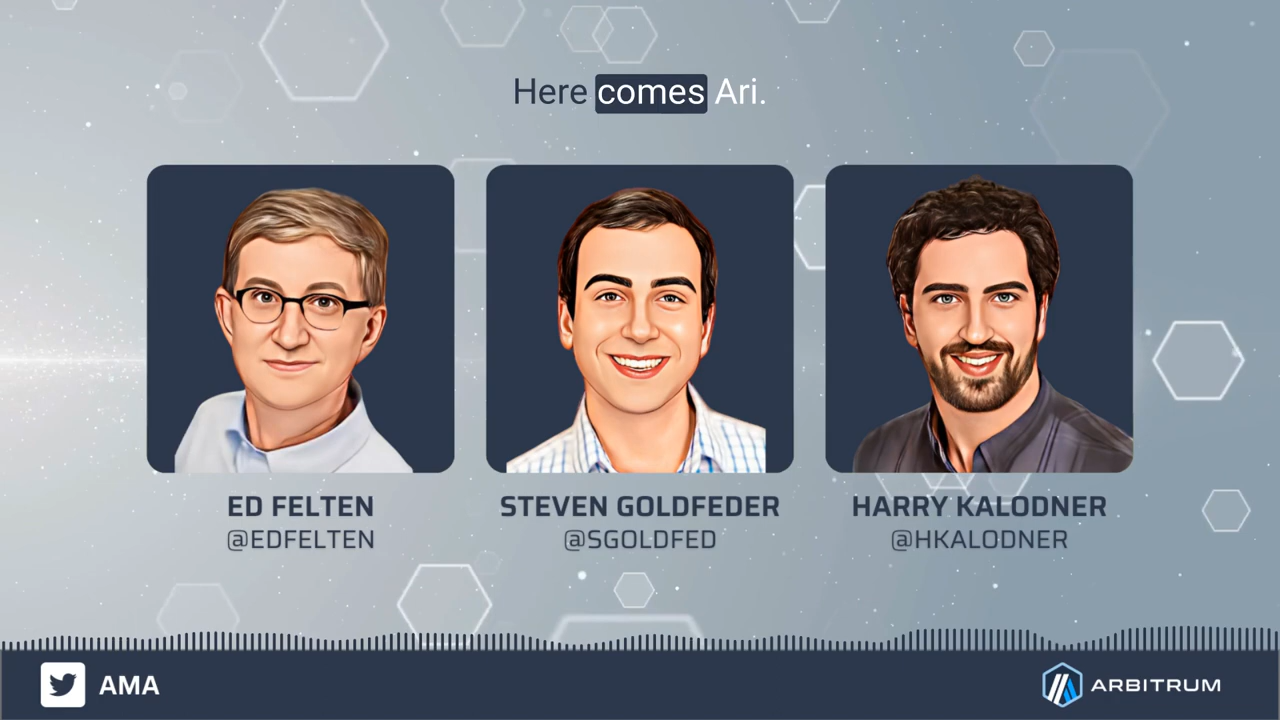 Here comes Ari.
ED FELTEN
@EDFELTEN
STEVEN GOLDFEDER
@SGOLDFED
HARRY KALODNER
@HKALODNER
AMA
ARBITRUM